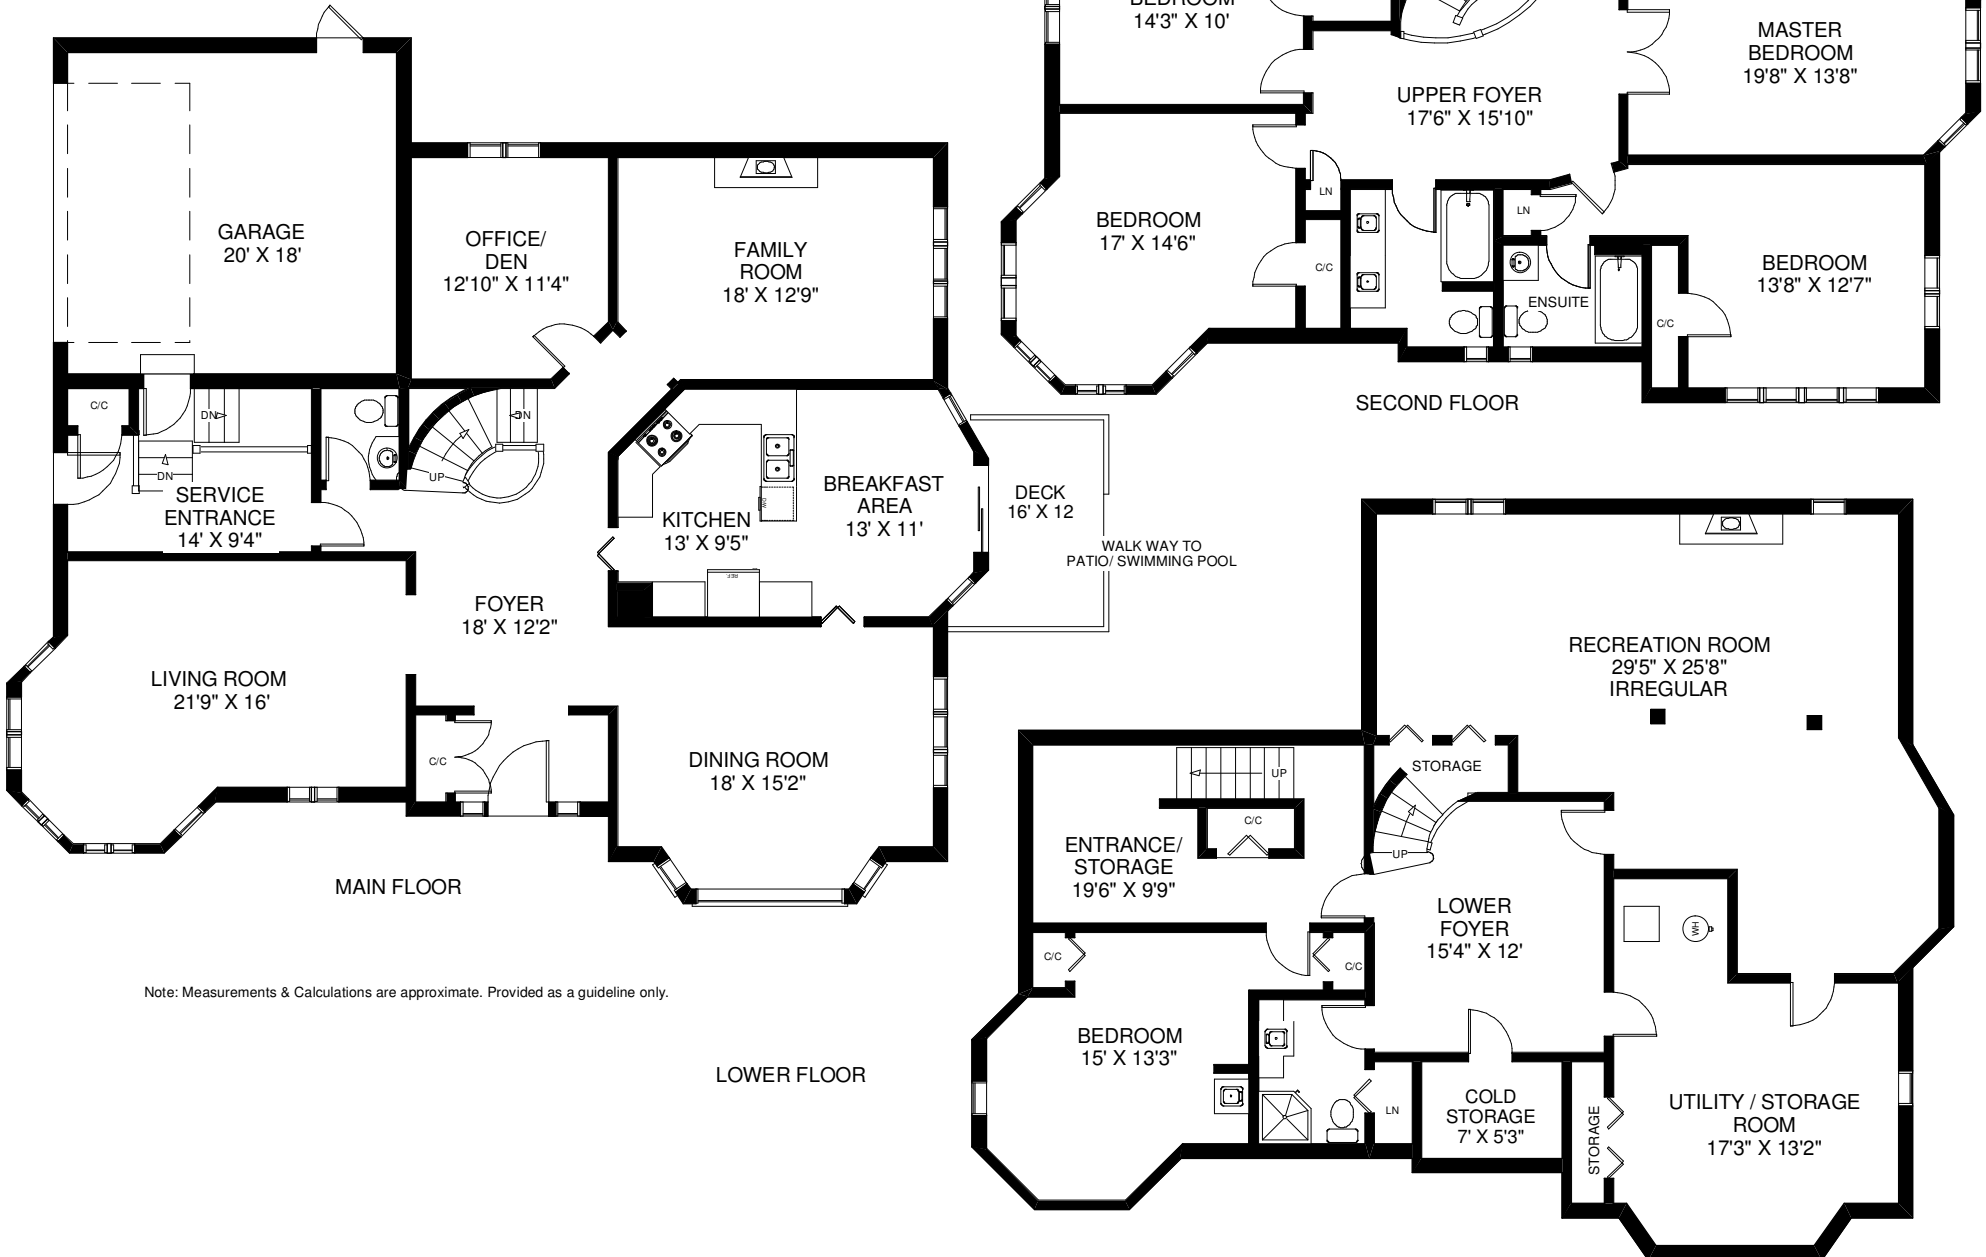 GARAGE
20' X 18'
OFFICE/
DEN
12'10" X 11'4"
FAMILY
ROOM
18' X 12'9"
C/C
DN
DN
DN
UP
SERVICE
ENTRANCE
14' X 9'4"
KITCHEN
13' X 9'5"
DW
REF.
BREAKFAST
AREA
13' X 11'
DECK
16' X 12
WALK WAY TO
PATIO/ SWIMMING POOL
FOYER
18' X 12'2"
LIVING ROOM
21'9" X 16'
C/C
DINING ROOM
18' X 15'2"
MAIN FLOOR
Note: Measurements & Calculations are approximate. Provided as a guideline only.
BEDROOM
14'3" X 10'
MASTER
BEDROOM
19'8" X 13'8"
UPPER FOYER
17'6" X 15'10"
BEDROOM
17' X 14'6"
LN
C/C
LN
ENSUITE
C/C
BEDROOM
13'8" X 12'7"
SECOND FLOOR
RECREATION ROOM
29'5" X 25'8"
IRREGULAR
STORAGE
UP
C/C
UP
ENTRANCE/
STORAGE
19'6" X 9'9"
LOWER
FOYER
15'4" X 12'
WH
C/C
C/C
BEDROOM
15' X 13'3"
LN
COLD
STORAGE
7' X 5'3"
STORAGE
UTILITY / STORAGE
ROOM
17'3" X 13'2"
LOWER FLOOR